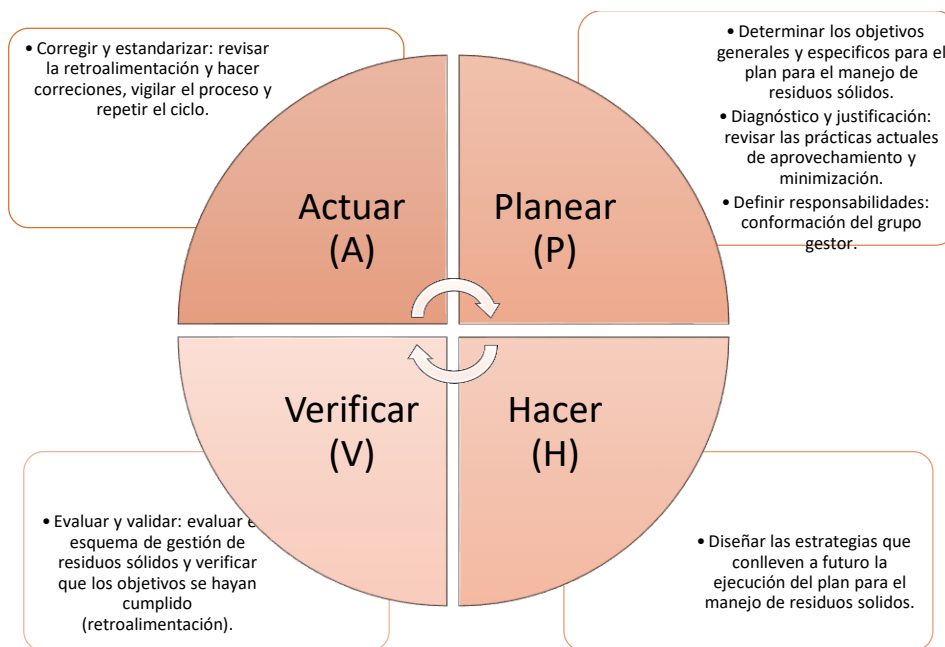 • Corregir y estandarizar: revisar
la retroalimentación y hacer
correciones, vigilar el proceso y
repetir el ciclo.
• Determinar los objetivos
generales y especificos para el
plan para el manejo de
residuos sólidos.
• Diagnóstico y justificación:
revisar las prácticas actuales
de aprovechamiento y
minimización.
• Definir responsabilidades:
conformación del grupo
gestor.
Actuar
(A)
Planear
(P)
Verificar
(V)
Hacer
(H)
• Evaluar y validar: evaluar
esquema de gestión de
residuos sólidos y verificar
que los objetivos se hayan
cumplido
(retroalimentación).
• Diseñar las estrategias que
conlleven a futuro la
ejecución del plan para el
manejo de residuos solidos.